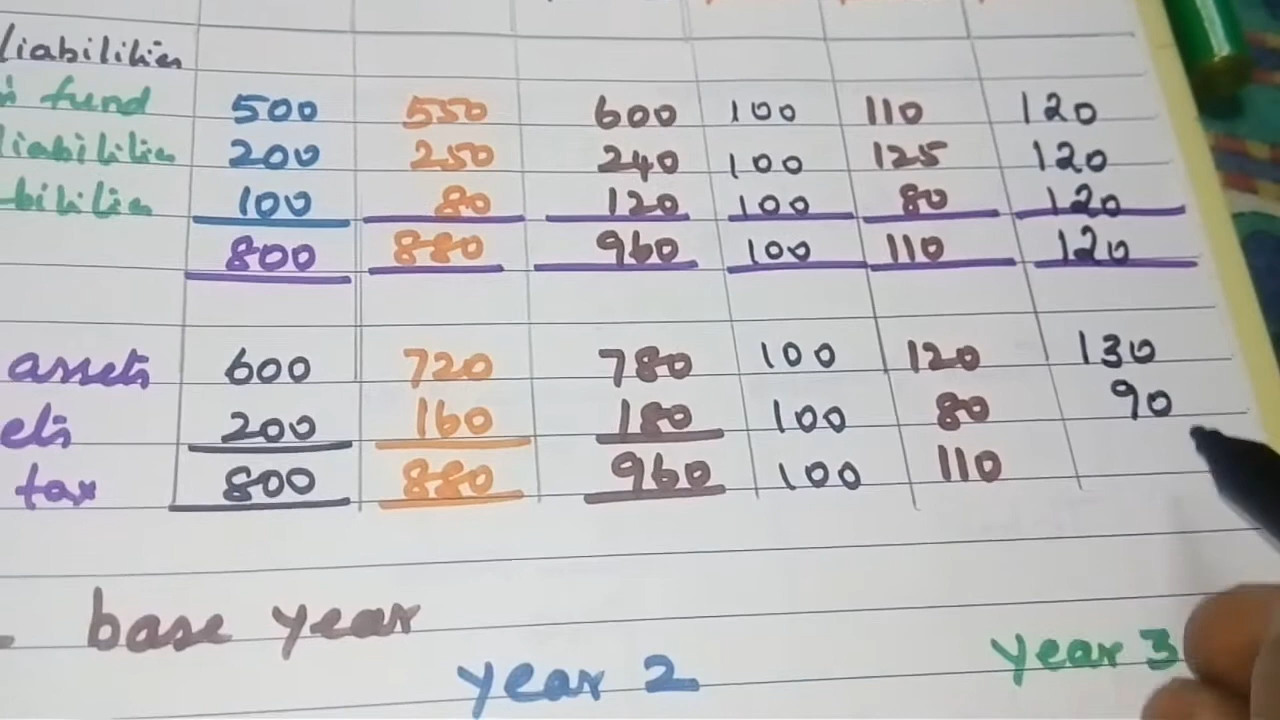 liabilities
fund 500 550 600 100 110 120
liabilities 200 250 240 100 125 120
bilities 100 80 120 100 80 120
800 880 960 100 110 120
assets 600 720 780 100 120 130
ets 200 160 180 100 80 90
tax 800 880 960 100 110
base year
year 2
year 3